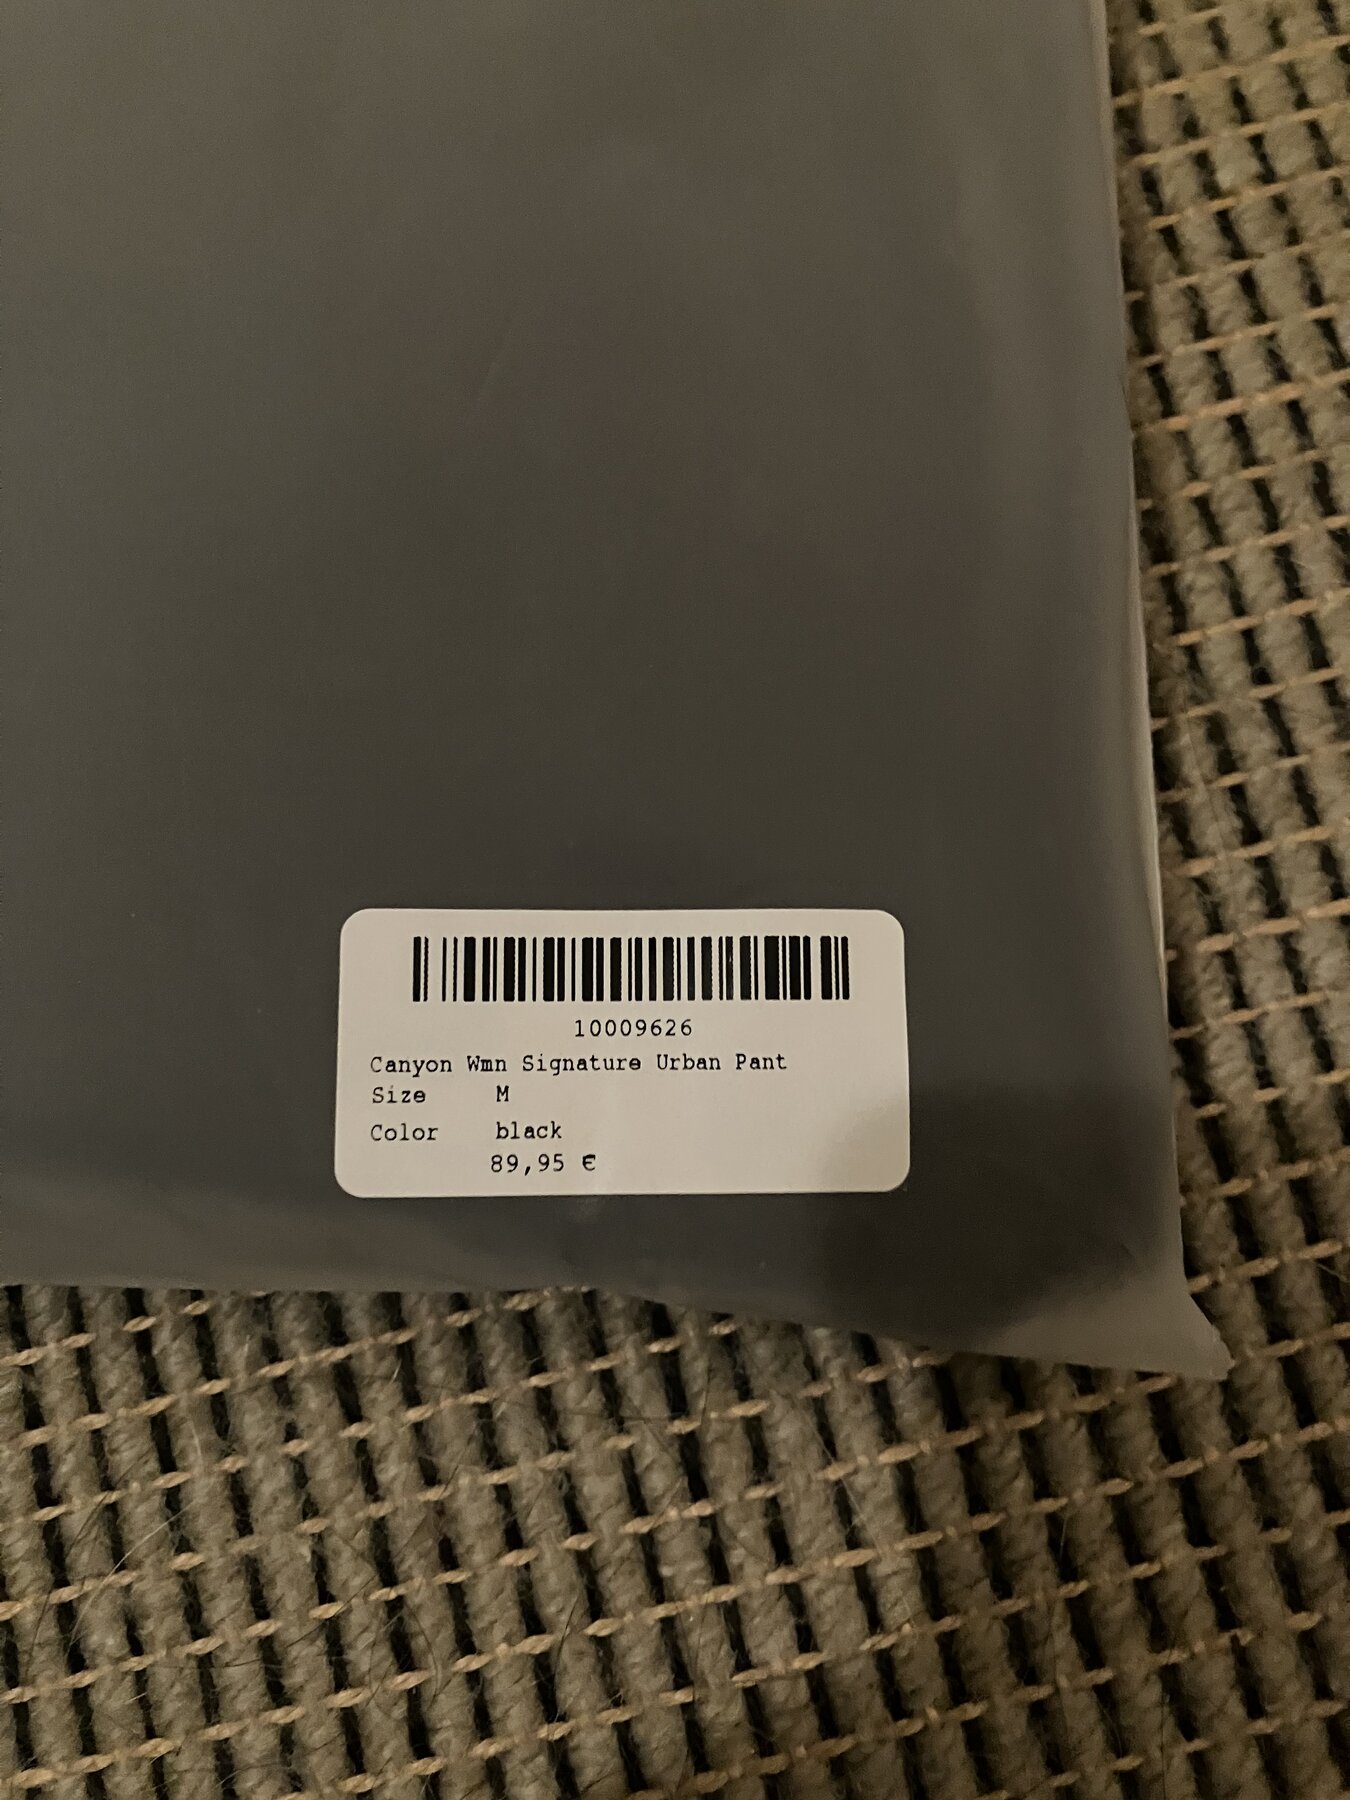 10009626
Canyon Wmn Signature Urban Pant
Size M
Color black
89,95 €